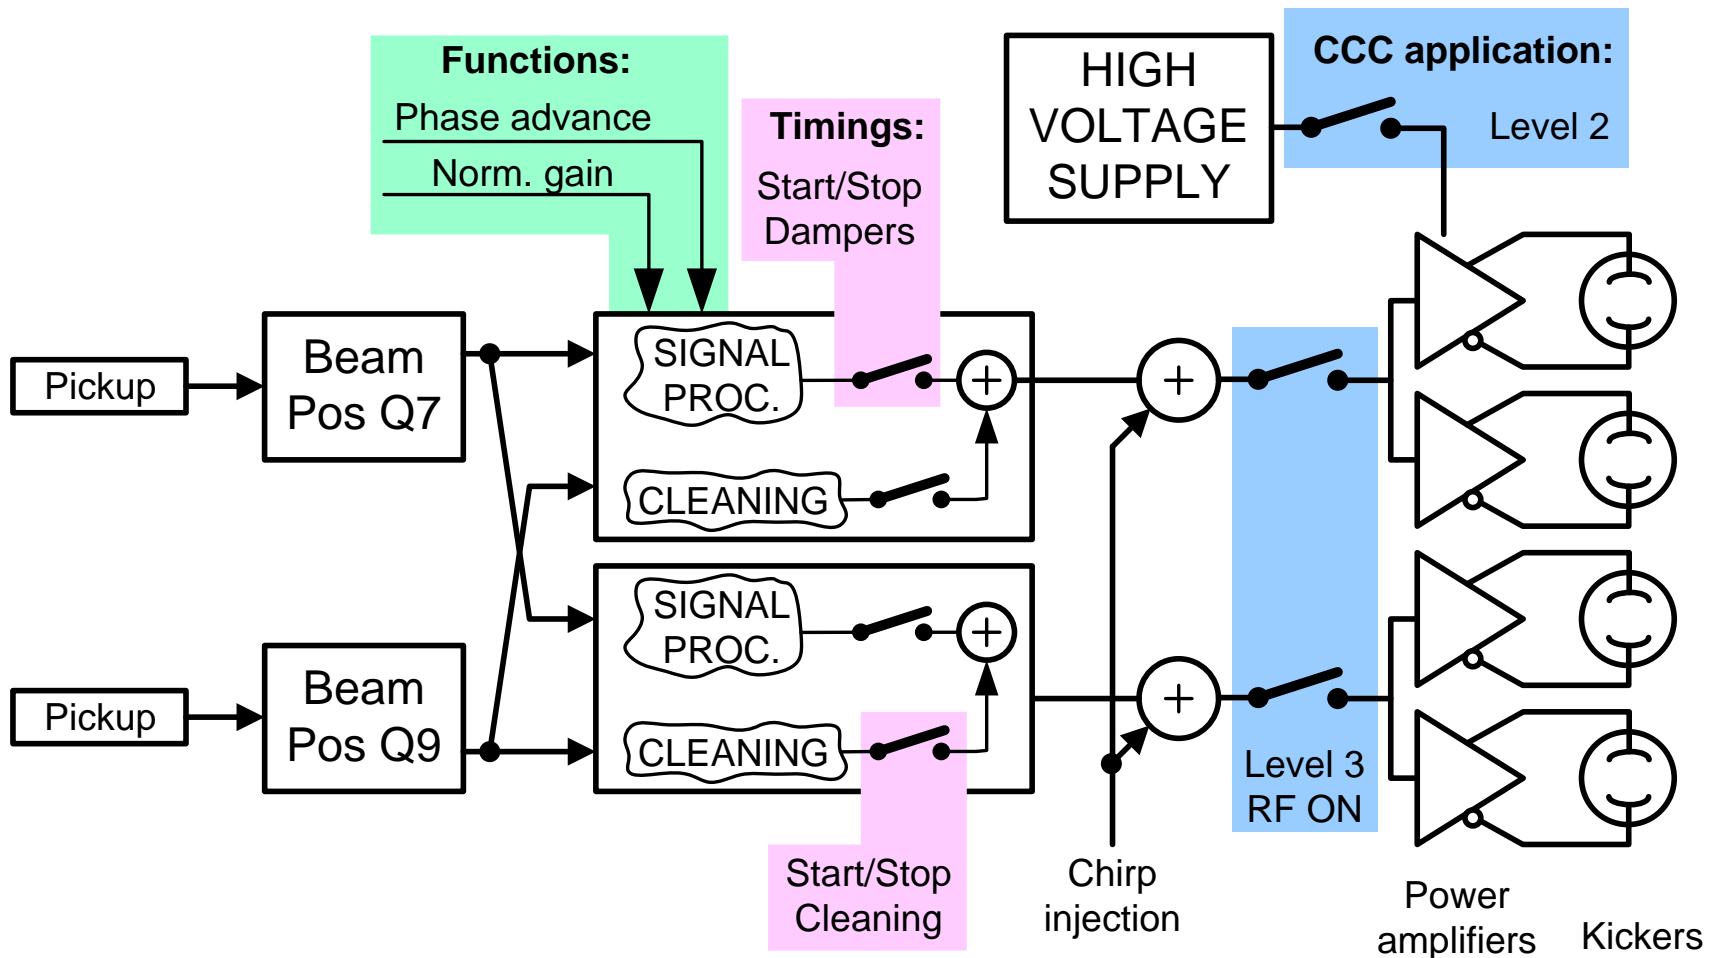 Functions:
Phase advance
Norm. gain
Timings:
Start/Stop
Dampers
HIGH
VOLTAGE
SUPPLY
CCC application:
Level 2
Pickup
Beam
Pos Q7
SIGNAL
PROC.
+
CLEANING
+
Pickup
Beam
Pos Q9
SIGNAL
PROC.
+
CLEANING
+
Level 3
RF ON
Start/Stop
Cleaning
Chirp
injection
Power
amplifiers
Kickers